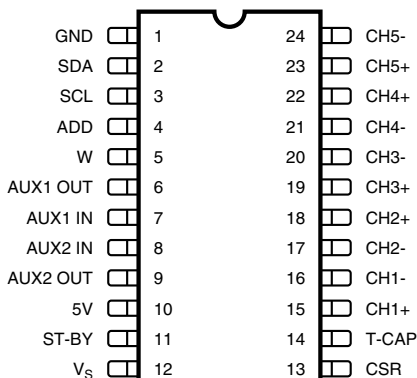 GND 1 24 CH5-
SDA 2 23 CH5+
SCL 3 22 CH4+
ADD 4 21 CH4-
W 5 20 CH3-
AUX1 OUT 6 19 CH3+
AUX1 IN 7 18 CH2+
AUX2 IN 8 17 CH2-
AUX2 OUT 9 16 CH1-
5V 10 15 CH1+
ST-BY 11 14 T-CAP
VS 12 13 CSR